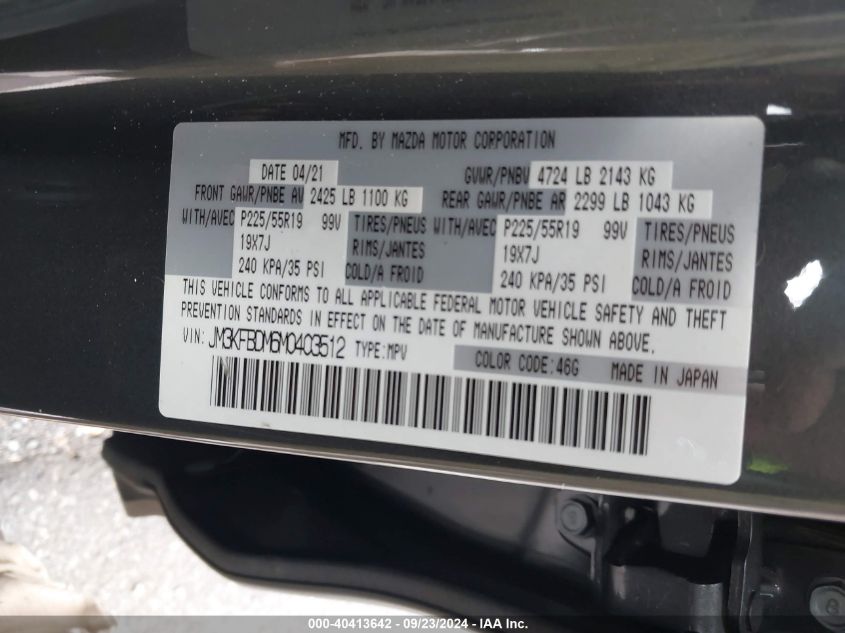 MFD. BY MAZDA MOTOR CORPORATION
DATE 04/21 GVWR/PNBV 4724 LB 2143 KG
FRONT GAWR/PNBE AV 2425 LB 1100 KG REAR GAWR/PNBE AR 2299 LB 1043 KG
WITH/AVEC P225/55R19 99V TIRES/PNEUS WITH/AVEC P225/55R19 99V TIRES/PNEUS
19X7J RIMS/JANTES 19X7J RIMS/JANTES
240 KPA/35 PSI COLD/A FROID 240 KPA/35 PSI COLD/A FROID
THIS VEHICLE CONFORMS TO ALL APPLICABLE FEDERAL MOTOR VEHICLE SAFETY AND THEFT
PREVENTION STANDARDS IN EFFECT ON THE DATE OF MANUFACTURE SHOWN ABOVE.
VIN: JM3KFBDM6M0403512 TYPE:MPV COLOR CODE:46G MADE IN JAPAN
8
000-40413642 - 09/23/2024 - IAA Inc.